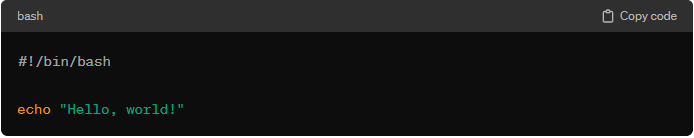 bash
Copy code
#!/bin/bash
echo "Hello, world!"